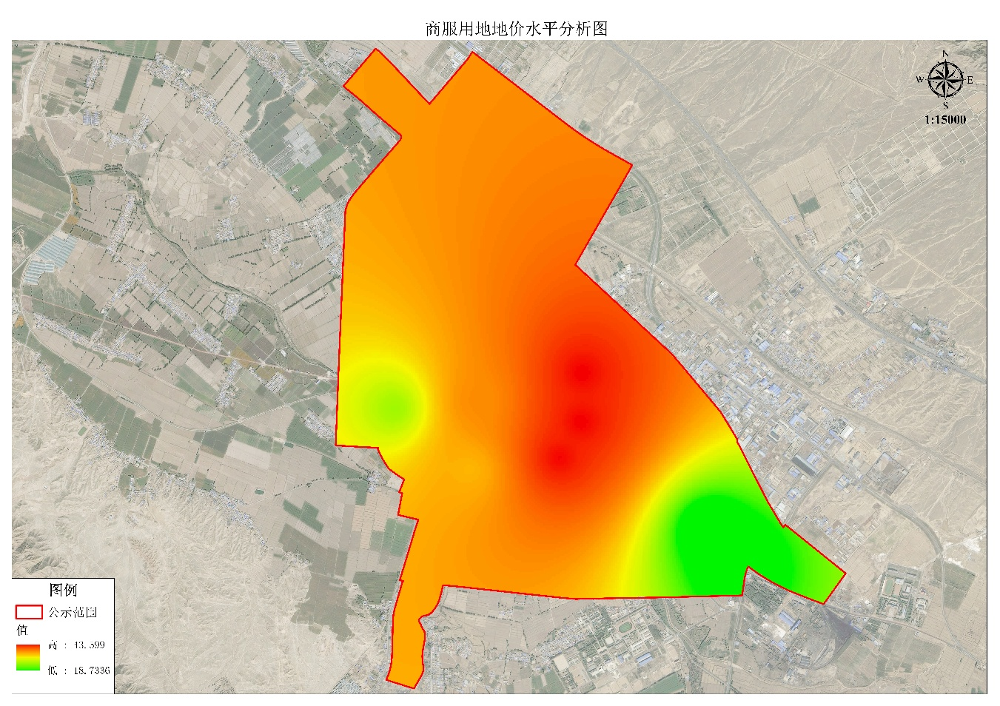 商服用地地价水平分析图
N
W
E
S
1:15000
图例
公示范围
值
高 : 43.599
低 : 18.7336